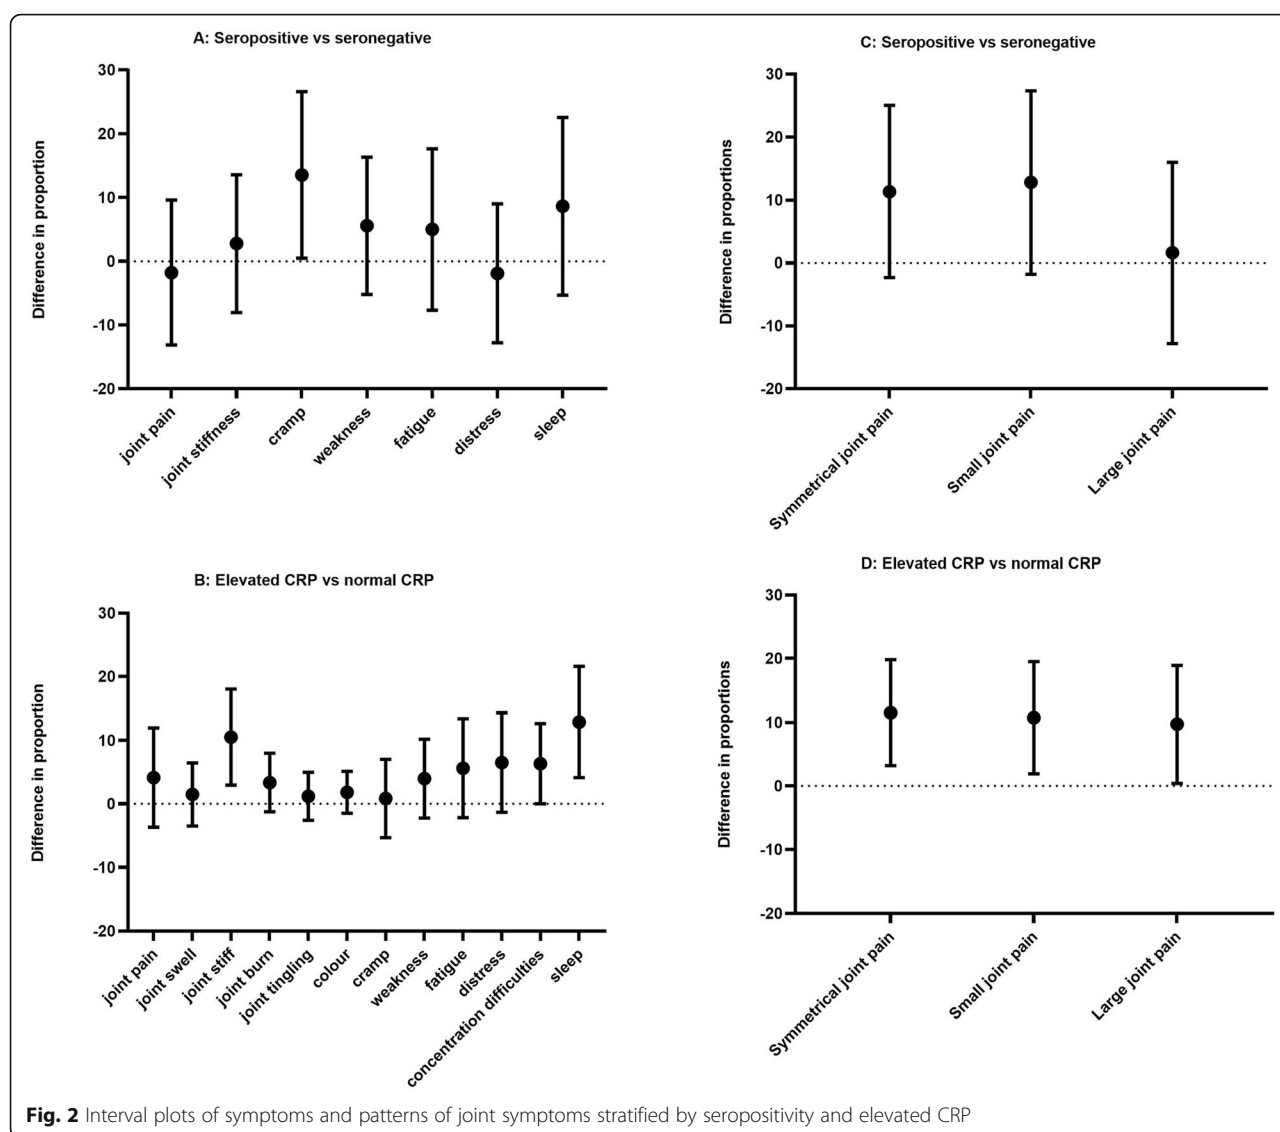 A: Seropositive vs seronegative
Difference in proportion
30
20
10
0
-10
-20
joint pain
joint stiffness
cramp
weakness
fatigue
distress
sleep
C: Seropositive vs seronegative
Difference in proportions
30
20
10
0
-10
-20
Symmetrical joint pain
Small joint pain
Large joint pain
B: Elevated CRP vs normal CRP
Difference in proportion
30
20
10
0
-10
-20
joint pain
joint swell
joint stiff
joint burn
joint tingling
colour
cramp
weakness
fatigue
distress
concentration difficulties
sleep
D: Elevated CRP vs normal CRP
Difference in proportions
30
20
10
0
-10
-20
Symmetrical joint pain
Small joint pain
Large joint pain
Fig. 2 Interval plots of symptoms and patterns of joint symptoms stratified by seropositivity and elevated CRP